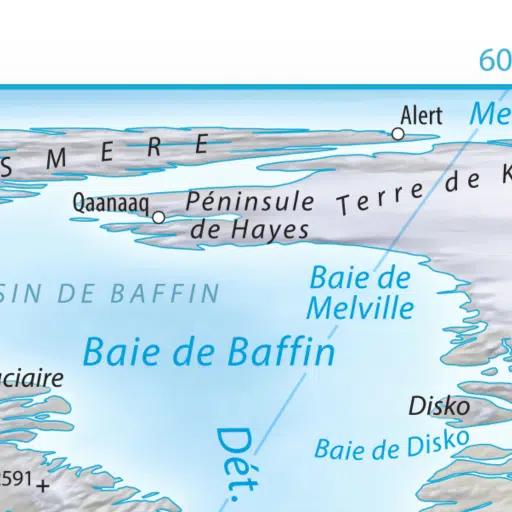 60
Alert
Me
S M E R E
Terre de K
Qaanaaq
Péninsule
de Hayes
SIN DE BAFFIN
Baie de
Melville
Baie de Baffin
ciaire
Disko
Baie de Disko
Dét.
2591